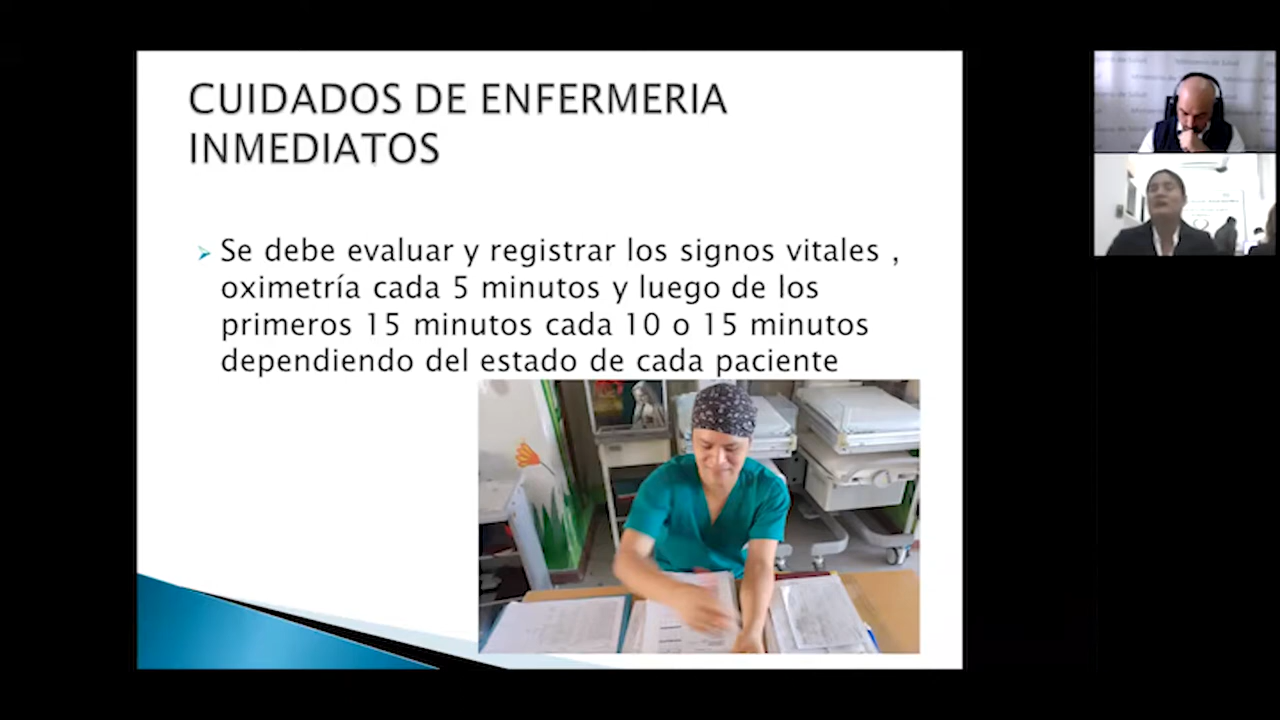 CUIDADOS DE ENFERMERIA
INMEDIATOS
Se debe evaluar y registrar los signos vitales ,
oximetría cada 5 minutos y luego de los
primeros 15 minutos cada 10 o 15 minutos
dependiendo del estado de cada paciente